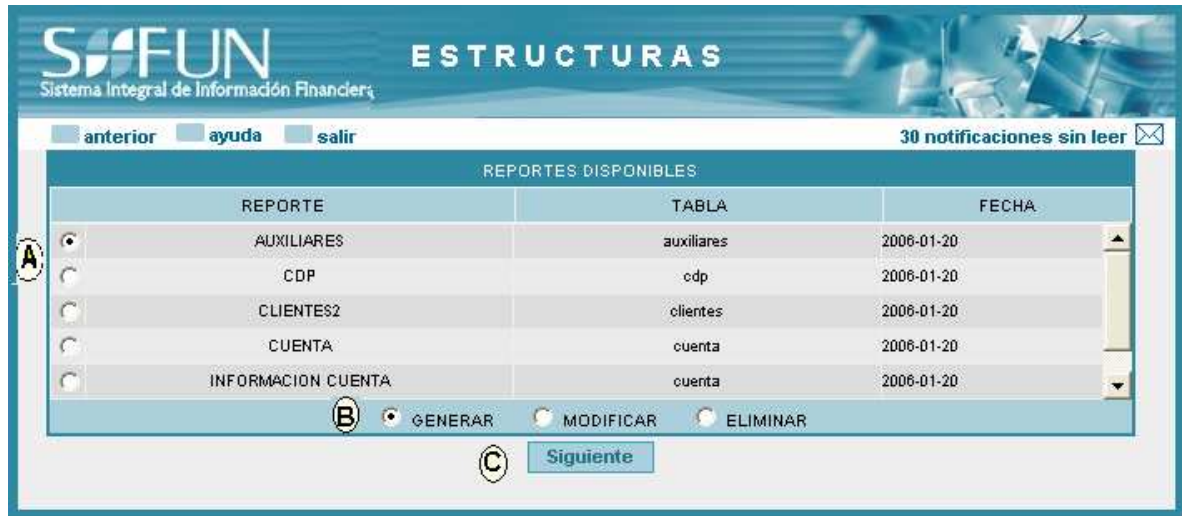 SIIFUN
ESTRUCTURAS
Sistema Integral de Información Financiera
anterior ayuda salir 30 notificaciones sin leer
REPORTES DISPONIBLES
REPORTE TABLA FECHA
A
AUXILIARES auxiliares 2006-01-20
CDP cdp 2006-01-20
CLIENTES2 clientes 2006-01-20
CUENTA cuenta 2006-01-20
INFORMACION CUENTA cuenta 2006-01-20
B GENERAR MODIFICAR ELIMINAR
C Siguiente